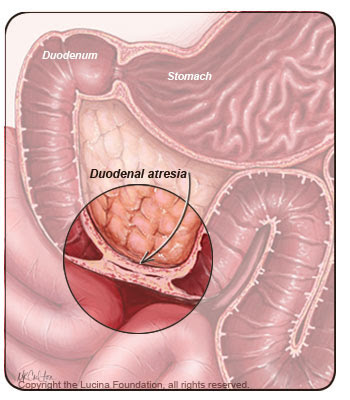 Duodenum
Stomach
Duodenal atresia
Copyright the Lucina Foundation, all rights reserved.